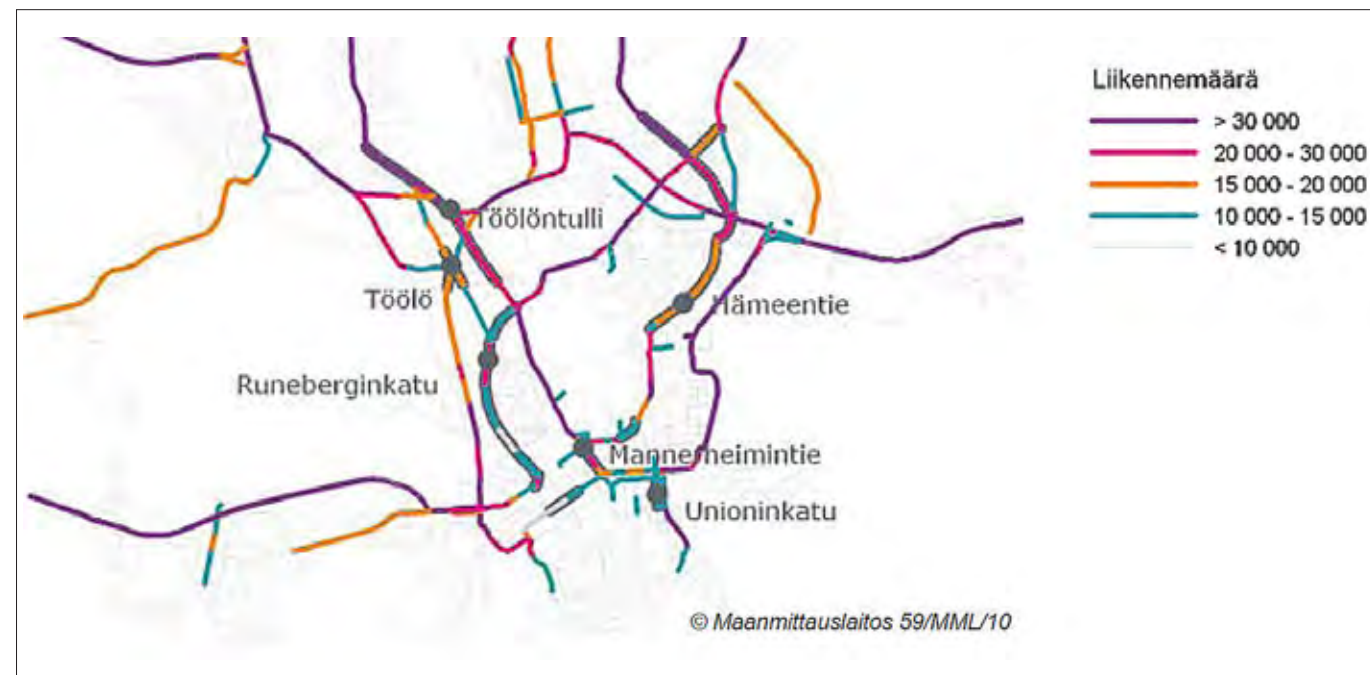 Liikennemäärä
> 30 000
20 000 - 30 000
15 000 - 20 000
10 000 - 15 000
< 10 000
Töölöntulli
Töölö
Hämeentie
Runeberginkatu
Mannerheimintie
Unioninkatu
© Maanmittauslaitos 59/MML/10